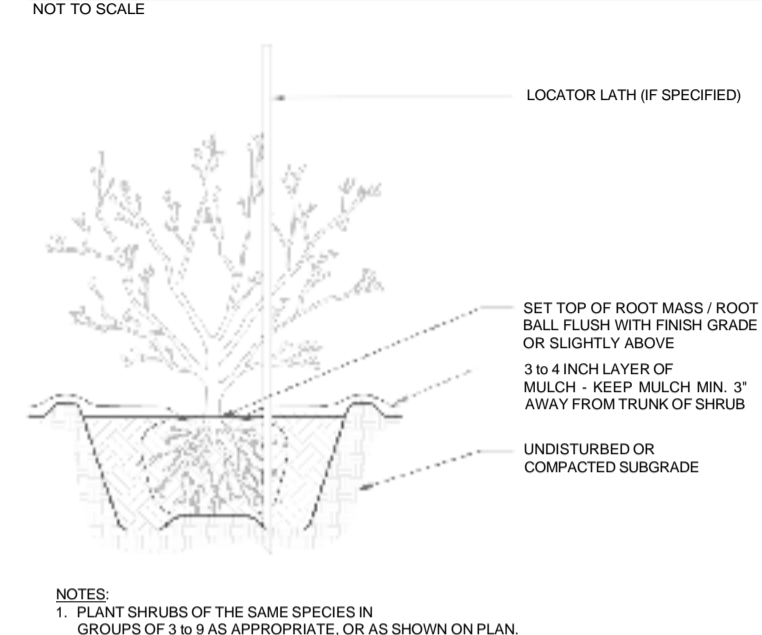 NOT TO SCALE
LOCATOR LATH (IF SPECIFIED)
SET TOP OF ROOT MASS / ROOT
BALL FLUSH WITH FINISH GRADE
OR SLIGHTLY ABOVE
3 to 4 INCH LAYER OF
MULCH - KEEP MULCH MIN. 3"
AWAY FROM TRUNK OF SHRUB
UNDISTURBED OR
COMPACTED SUBGRADE
NOTES:
1. PLANT SHRUBS OF THE SAME SPECIES IN
GROUPS OF 3 to 9 AS APPROPRIATE, OR AS SHOWN ON PLAN.